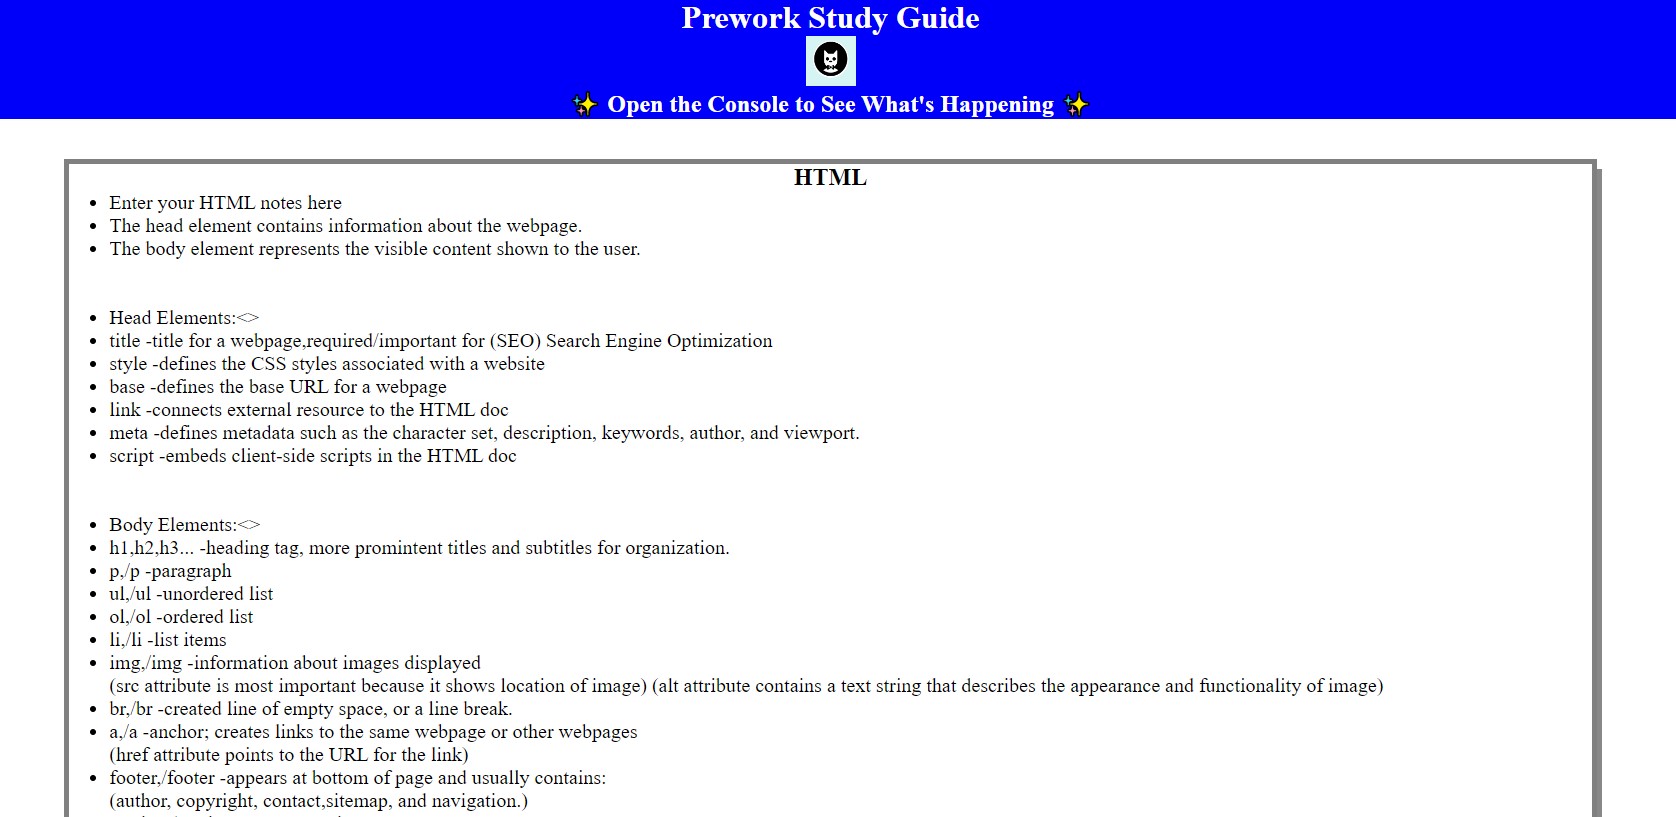 Prework Study Guide
✨ Open the Console to See What's Happening ✨
HTML
• Enter your HTML notes here
• The head element contains information about the webpage.
• The body element represents the visible content shown to the user.
• Head Elements:<>
• title -title for a webpage,required/important for (SEO) Search Engine Optimization
• style -defines the CSS styles associated with a website
• base -defines the base URL for a webpage
• link -connects external resource to the HTML doc
• meta -defines metadata such as the character set, description, keywords, author, and viewport.
• script -embeds client-side scripts in the HTML doc
• Body Elements:<>
• h1,h2,h3... -heading tag, more promintent titles and subtitles for organization.
• p,/p -paragraph
• ul,/ul -unordered list
• ol,/ol -ordered list
• li,/li -list items
• img,/img -information about images displayed
(src attribute is most important because it shows location of image) (alt attribute contains a text string that describes the appearance and functionality of image)
• br,/br -created line of empty space, or a line break.
• a,/a -anchor; creates links to the same webpage or other webpages
(href attribute points to the URL for the link)
• footer,/footer -appears at bottom of page and usually contains:
(author, copyright, contact,sitemap, and navigation.)